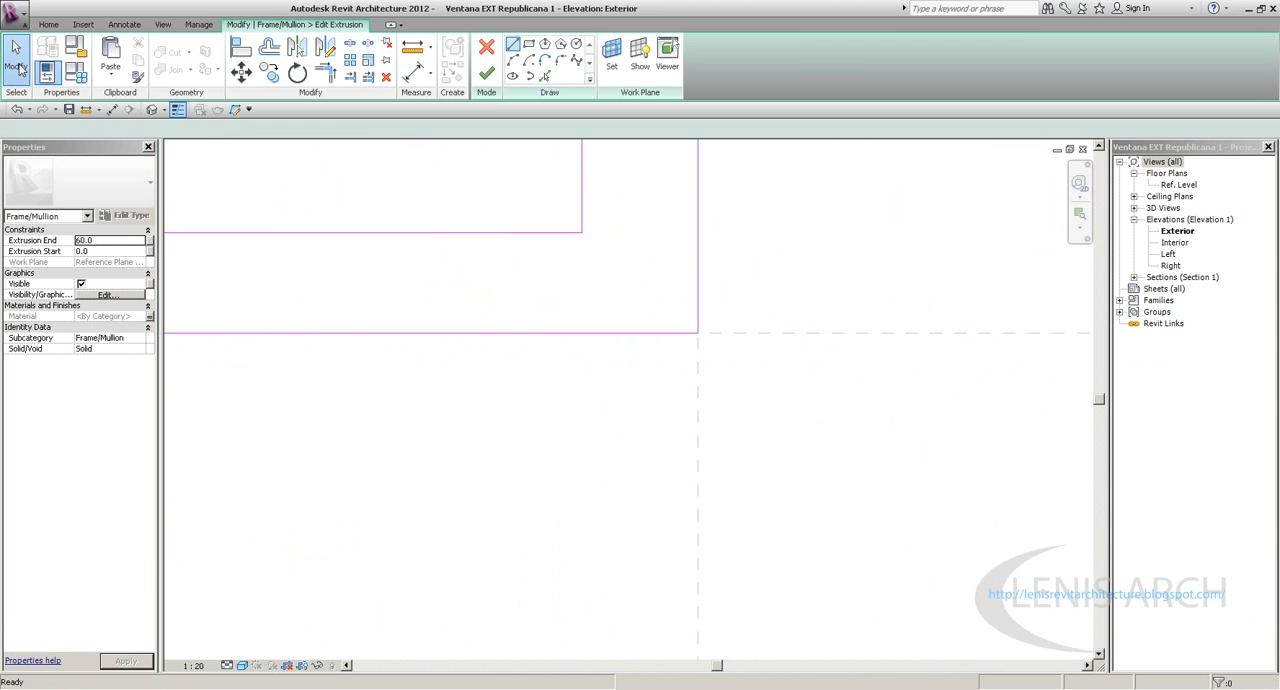 Autodesk Revit Architecture 2012 - Ventana EXT Republicana 1 - Elevation: Exterior
Type a keyword or phrase
Sign In
Home Insert Annotate View Manage Modify | Frame/Mullion > Edit Extrusion
Modify
Paste
Cut
Join
Set Show Viewer
Select Properties Clipboard Geometry Modify Measure Create Mode Draw Work Plane
Properties
Frame/Mullion Edit Type
Constraints
Extrusion End 60.0
Extrusion Start 0.0
Work Plane Reference Plane ...
Graphics
Visible
Visibility/Graphic... Edit...
Materials and Finishes
Material <By Category>
Identity Data
Subcategory Frame/Mullion
Solid/Void Solid
Properties help Apply
Ventana EXT Republicana 1 - Proje...
Views (all)
Floor Plans
Ref. Level
Ceiling Plans
3D Views
Elevations (Elevation 1)
Exterior
Interior
Left
Right
Sections (Section 1)
Sheets (all)
Families
Groups
Revit Links
LENIS ARCH
http://lenisrevitarchitecture.blogspot.com/
1 : 20
Ready
:0